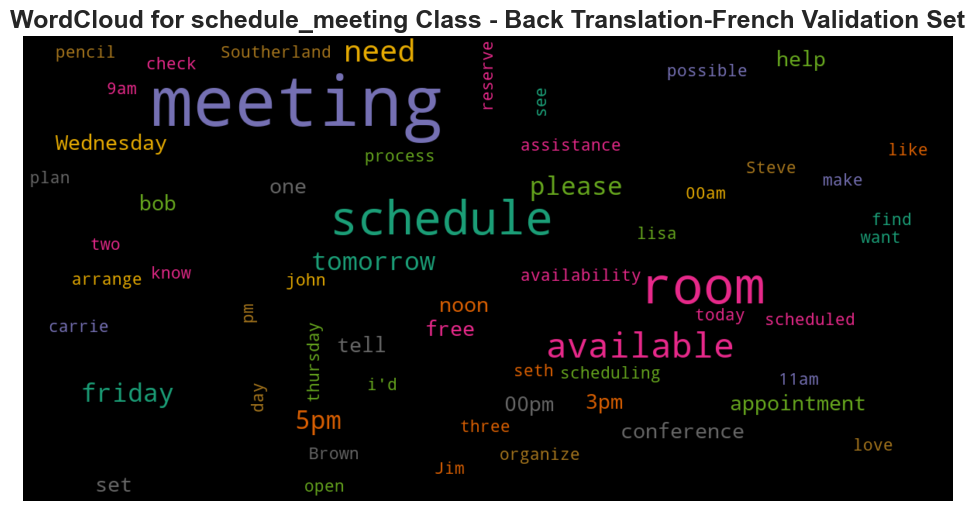 WordCloud for schedule_meeting Class - Back Translation-French Validation Set
pencil
Southerland
need
reserve
help
check
possible
9am
meeting
see
Wednesday
assistance
like
process
Steve
plan
one
please
00am
make
bob
schedule
find
two
lisa
want
tomorrow
arrange
know
john
availability
room
carrie
pm
noon
today
scheduled
free
thursday
tell
available
friday
day
i'd
seth
scheduling
11am
5pm
00pm
3pm
appointment
three
conference
Brown
organize
love
Jim
set
open